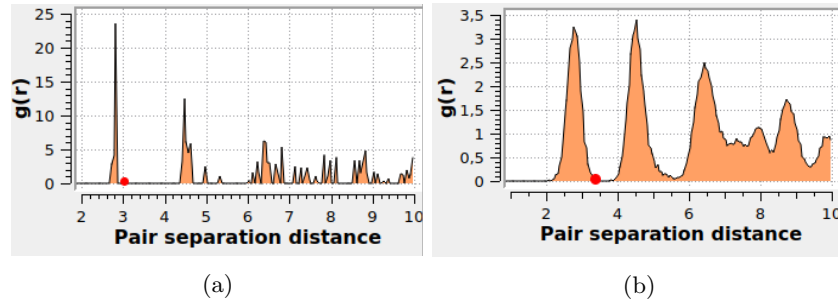 25
20
15
10
5
0
g(r)
2 3 4 5 6 7 8 9 10
Pair separation distance
(a)
3,5
3
2,5
2
1,5
1
0,5
0
g(r)
2 4 6 8 10
Pair separation distance
(b)